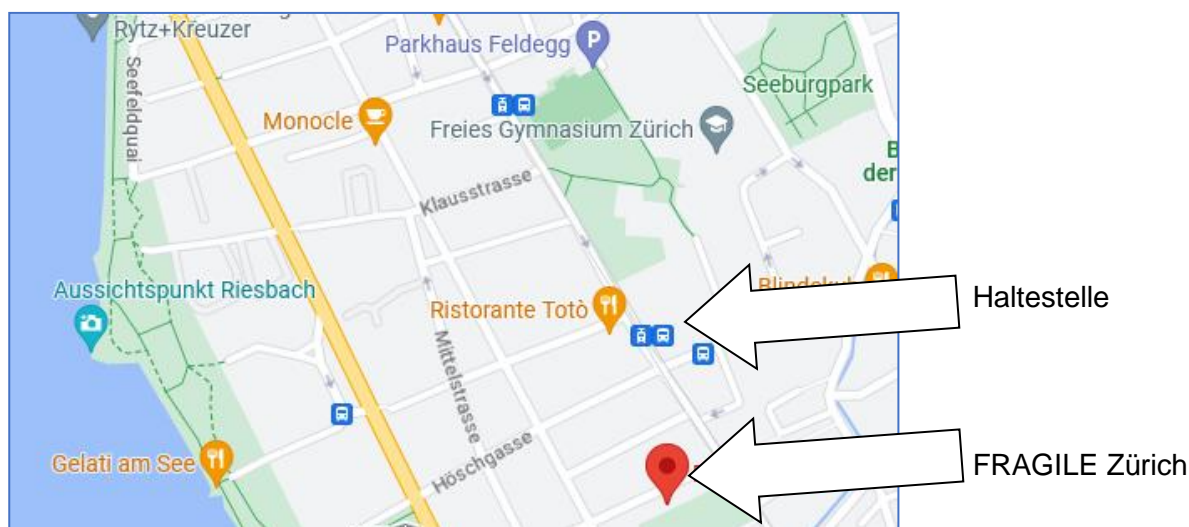 Rytz+Kreuzer
Parkhaus Feldegg
P
Seefeldquai
Seeburgpark
Monocle
Freies Gymnasium Zürich
B
der
Klausstrasse
Aussichtspunkt Riesbach
Haltestelle
Ristorante Totò
Mittelstrasse
Gelati am See
Höschgasse
FRAGILE Zürich